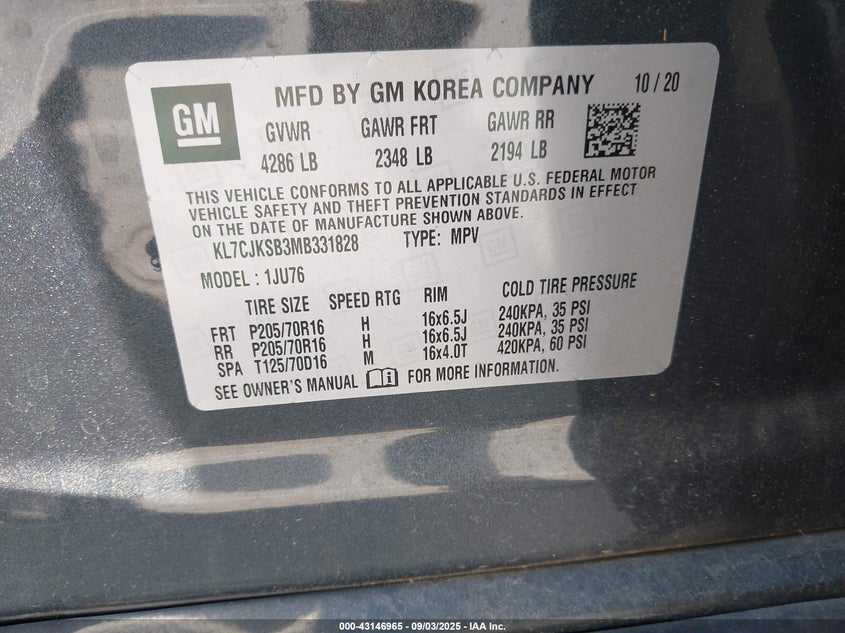 GM
MFD BY GM KOREA COMPANY 10 / 20
GVWR GAWR FRT GAWR RR
4286 LB 2348 LB 2194 LB
THIS VEHICLE CONFORMS TO ALL APPLICABLE U.S. FEDERAL MOTOR
VEHICLE SAFETY AND THEFT PREVENTION STANDARDS IN EFFECT
ON THE DATE OF MANUFACTURE SHOWN ABOVE.
KL7CJKSB3MB331828 TYPE: MPV
MODEL : 1JU76
TIRE SIZE SPEED RTG RIM COLD TIRE PRESSURE
FRT P205/70R16 H 16x6.5J 240KPA, 35 PSI
RR P205/70R16 H 16x6.5J 240KPA, 35 PSI
SPA T125/70D16 M 16x4.0T 420KPA, 60 PSI
SEE OWNER'S MANUAL FOR MORE INFORMATION.
000-43146965 - 09/03/2025 - IAA Inc.